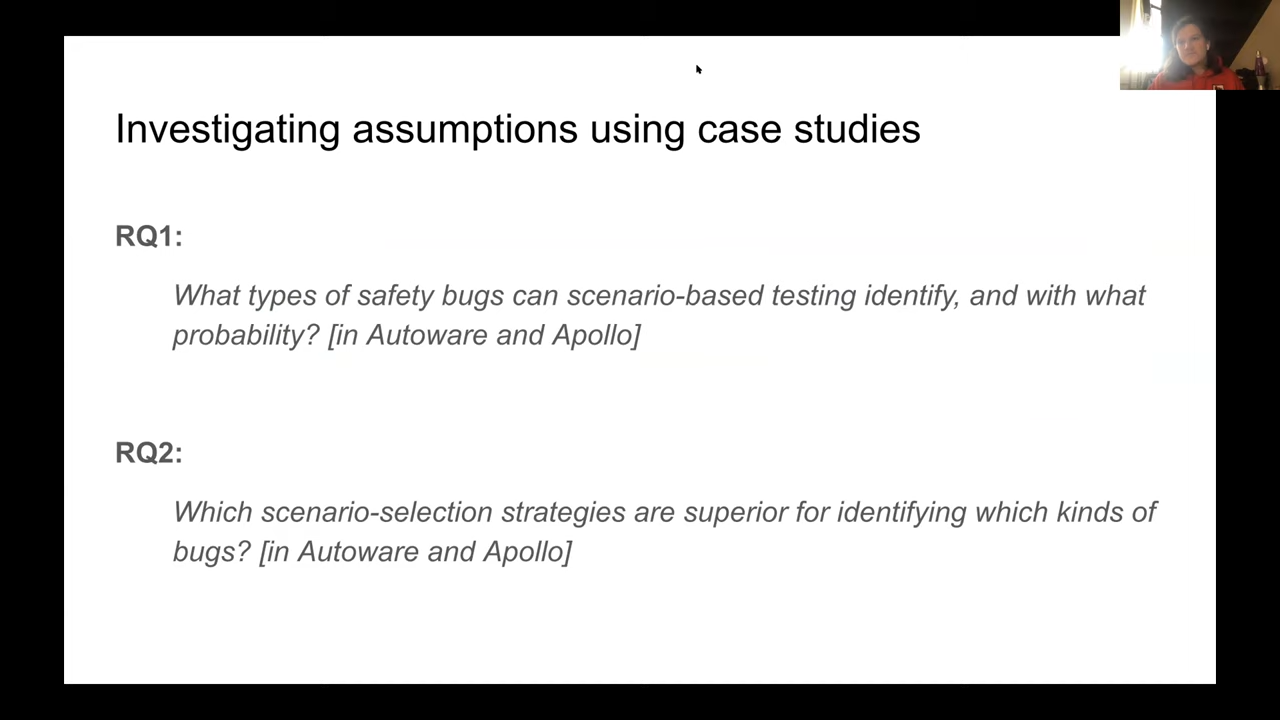 Investigating assumptions using case studies
RQ1:
What types of safety bugs can scenario-based testing identify, and with what
probability? [in Autoware and Apollo]
RQ2:
Which scenario-selection strategies are superior for identifying which kinds of
bugs? [in Autoware and Apollo]